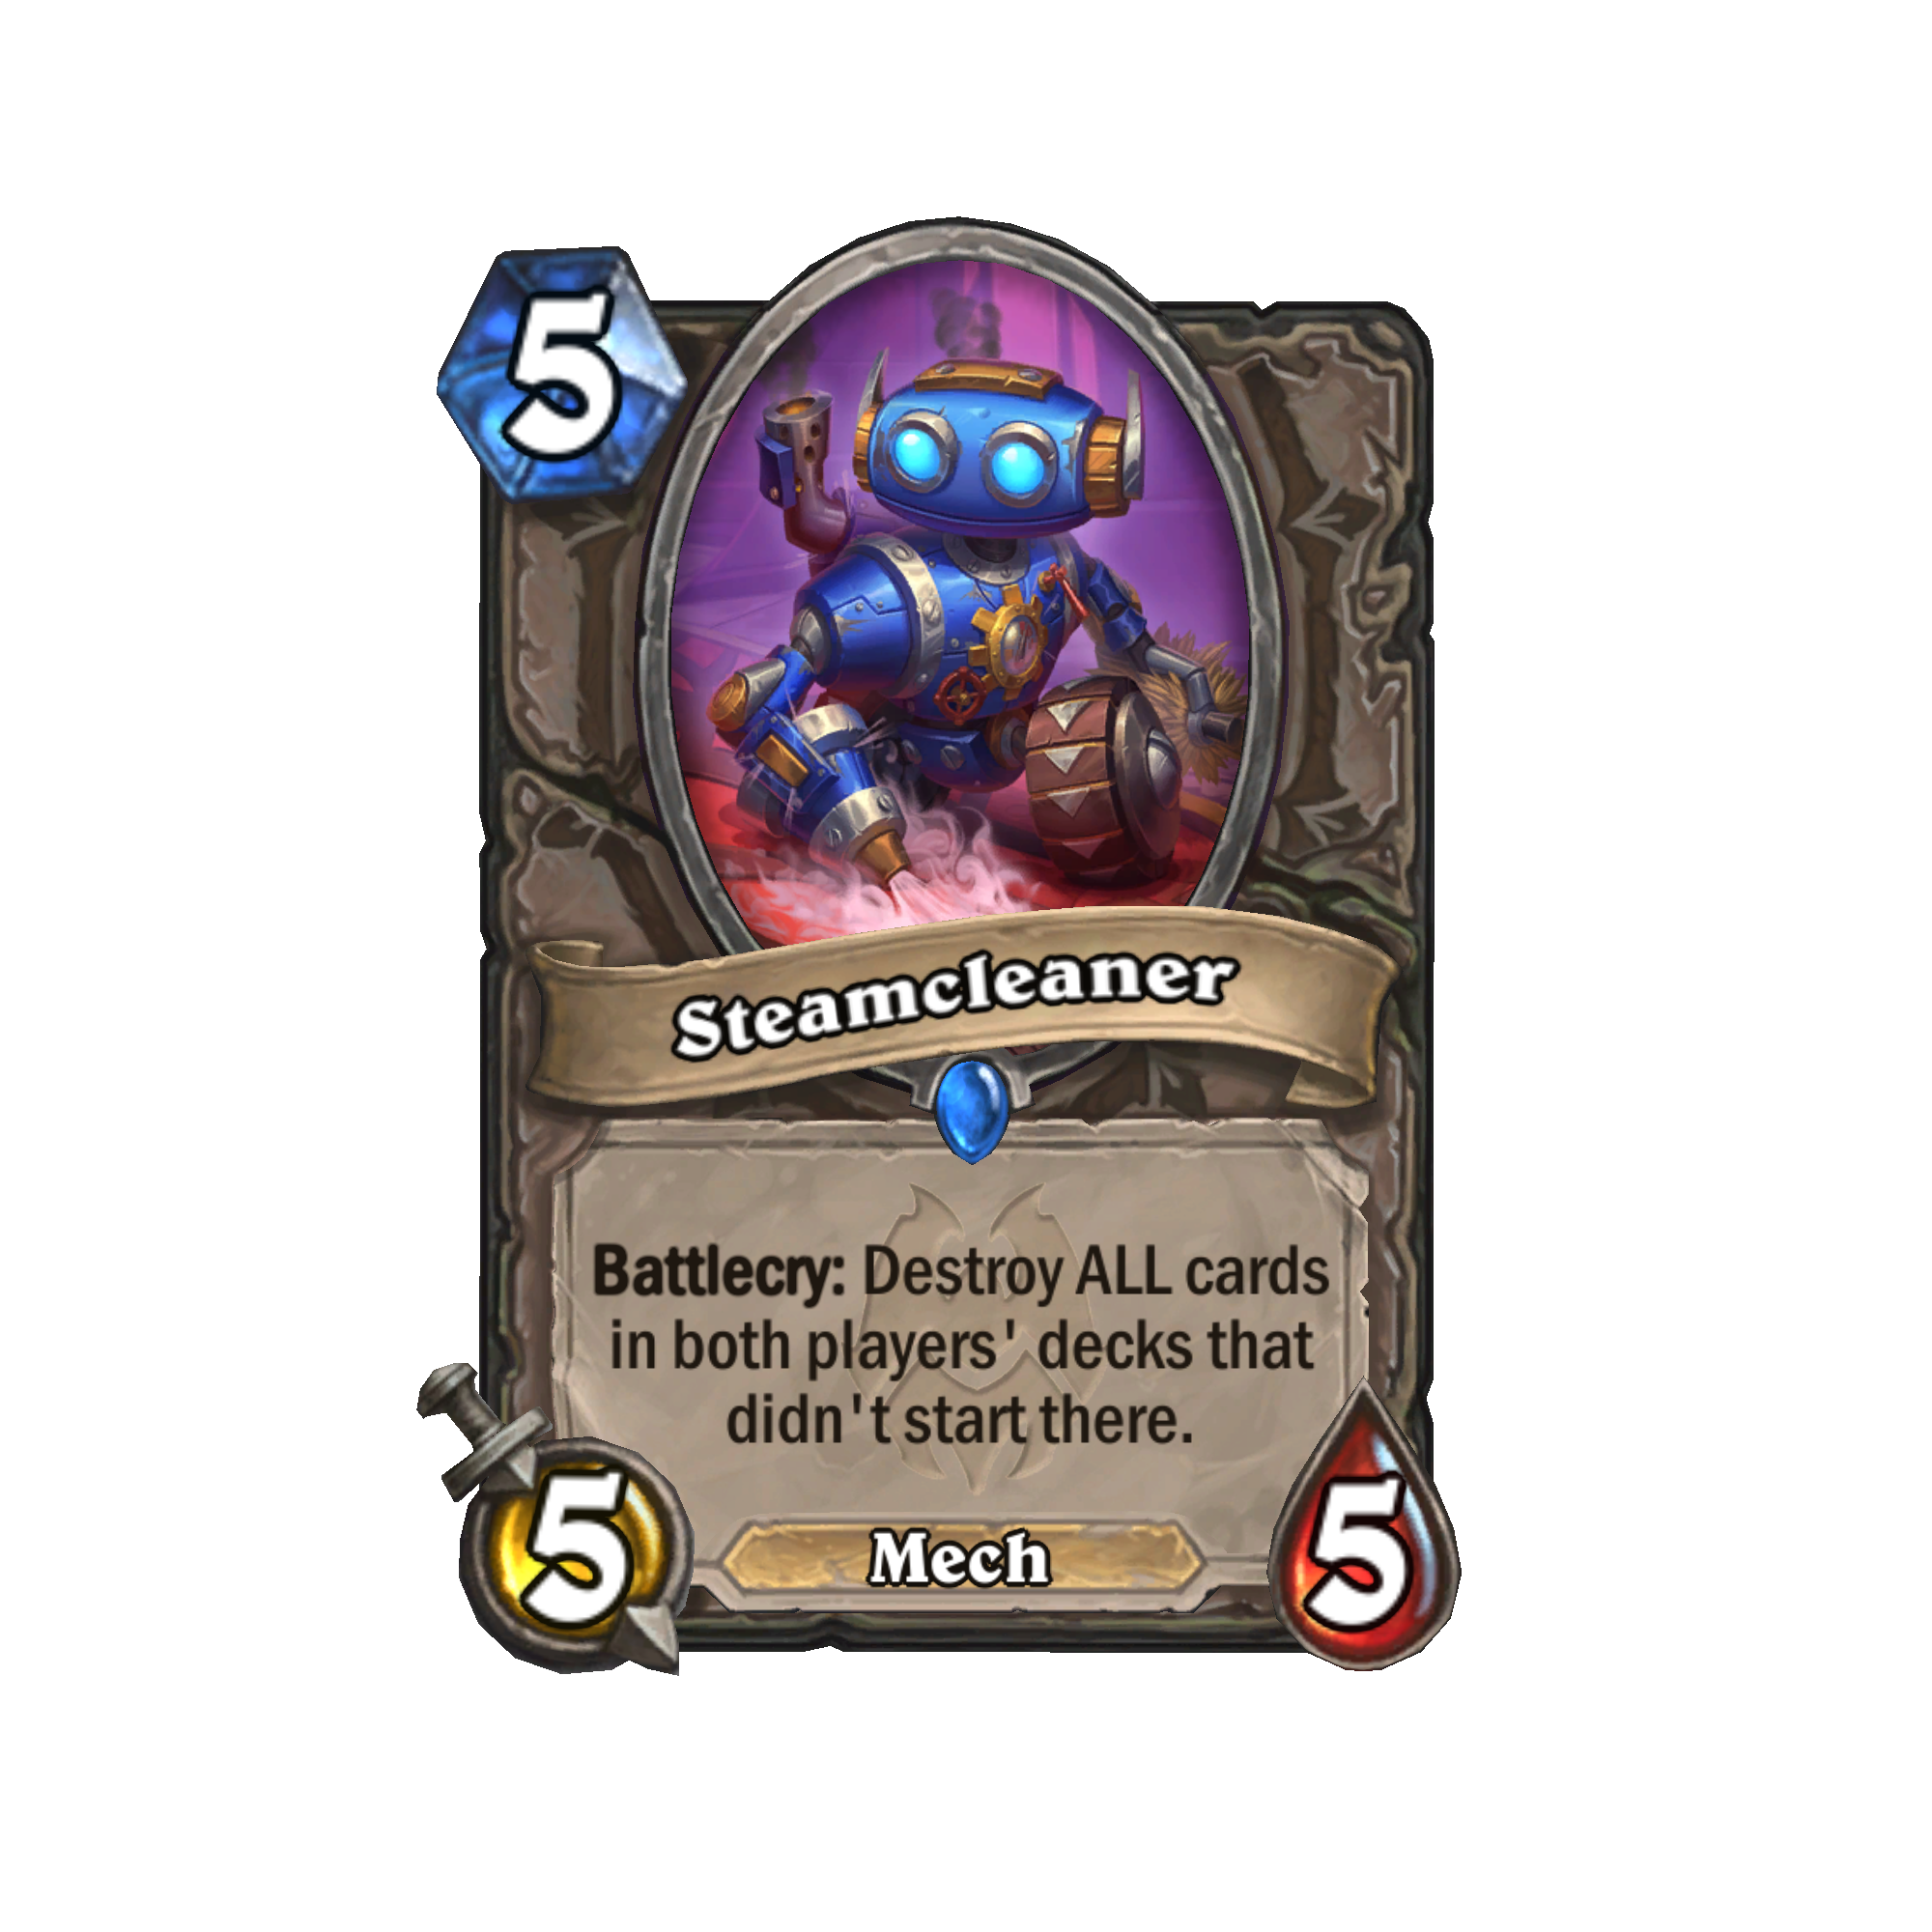 5
Steamcleaner
Battlecry: Destroy ALL cards
in both players' decks that
didn't start there.
5
Mech
5